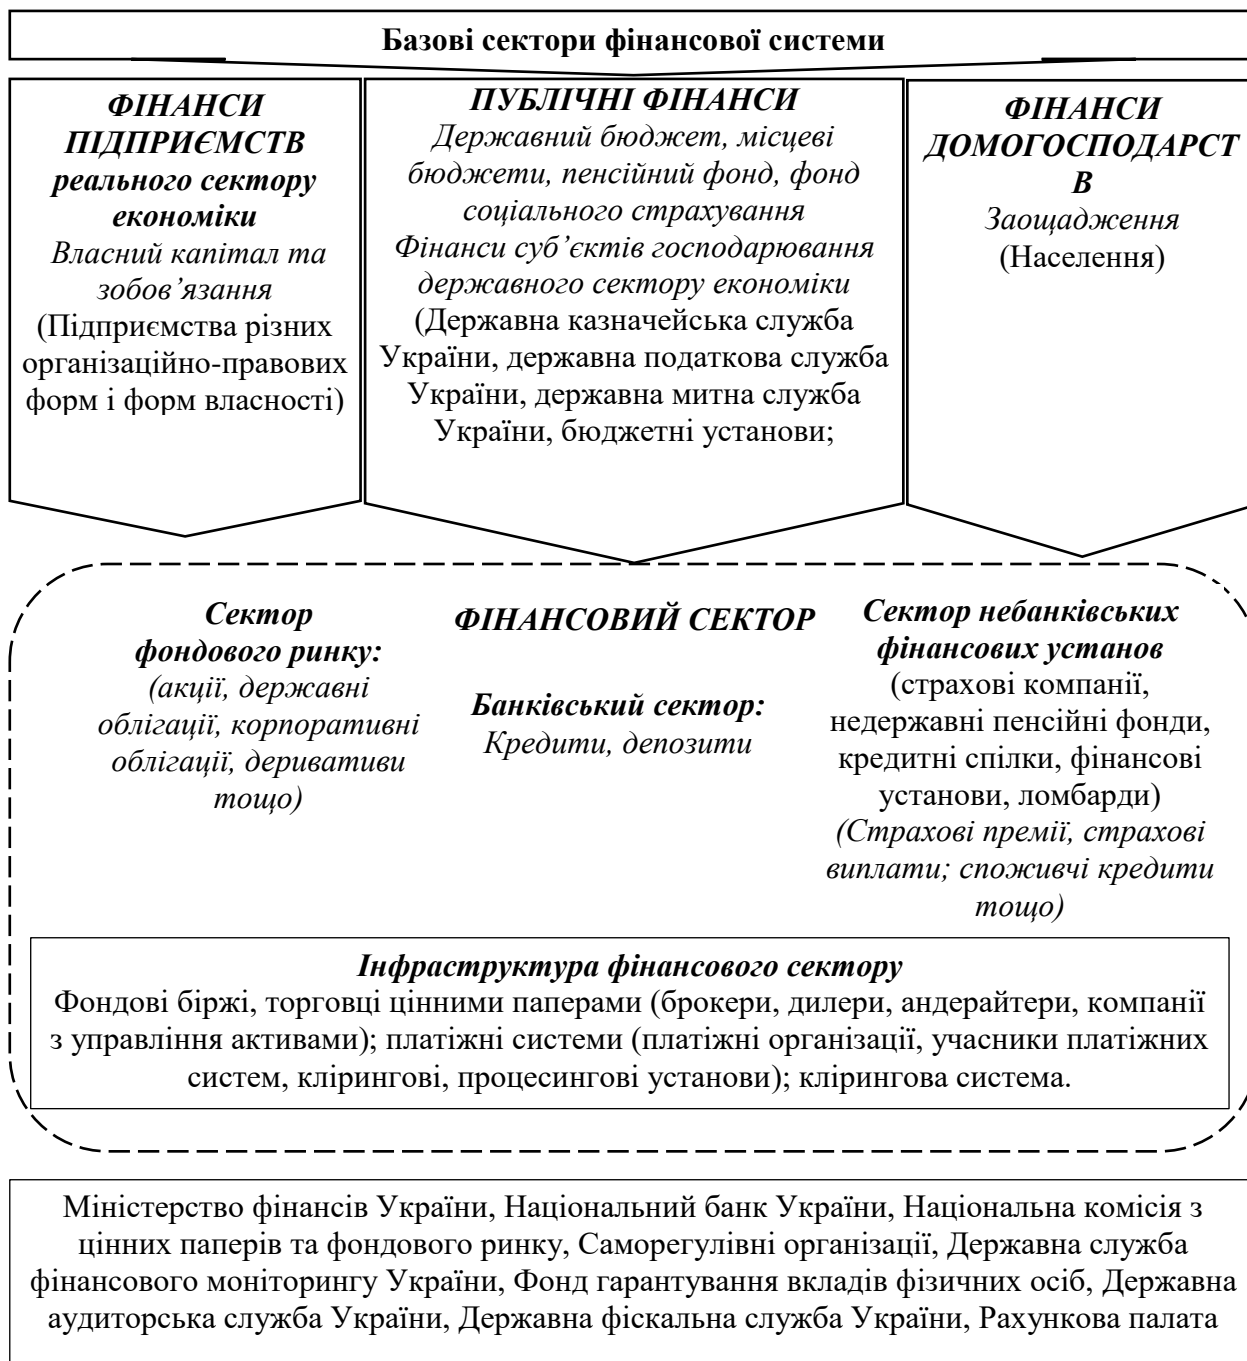 Базові сектори фінансової системи
ФІНАНСИ
ПІДПРИЄМСТВ
реального сектору
економіки
Власний капітал та
зобов’язання
(Підприємства різних
організаційно-правових
форм і форм власності)
ПУБЛІЧНІ ФІНАНСИ
Державний бюджет, місцеві
бюджети, пенсійний фонд, фонд
соціального страхування
Фінанси суб’єктів господарювання
державного сектору економіки
(Державна казначейська служба
України, державна податкова служба
України, державна митна служба
України, бюджетні установи;
ФІНАНСИ
ДОМОГОСПОДАРСТ
В
Заощадження
(Населення)
Сектор
фондового ринку:
(акції, державні
облігації, корпоративні
облігації, деривативи
тощо)
ФІНАНСОВИЙ СЕКТОР
Банківський сектор:
Кредити, депозити
Сектор небанківських
фінансових установ
(страхові компанії,
недержавні пенсійні фонди,
кредитні спілки, фінансові
установи, ломбарди)
(Страхові премії, страхові
виплати; споживчі кредити
тощо)
Інфраструктура фінансового сектору
Фондові біржі, торговці цінними паперами (брокери, дилери, андерайтери, компанії
з управління активами); платіжні системи (платіжні організації, учасники платіжних
систем, клірингові, процесингові установи); клірингова система.
Міністерство фінансів України, Національний банк України, Національна комісія з
цінних паперів та фондового ринку, Саморегулівні організації, Державна служба
фінансового моніторингу України, Фонд гарантування вкладів фізичних осіб, Державна
аудиторська служба України, Державна фіскальна служба України, Рахункова палата